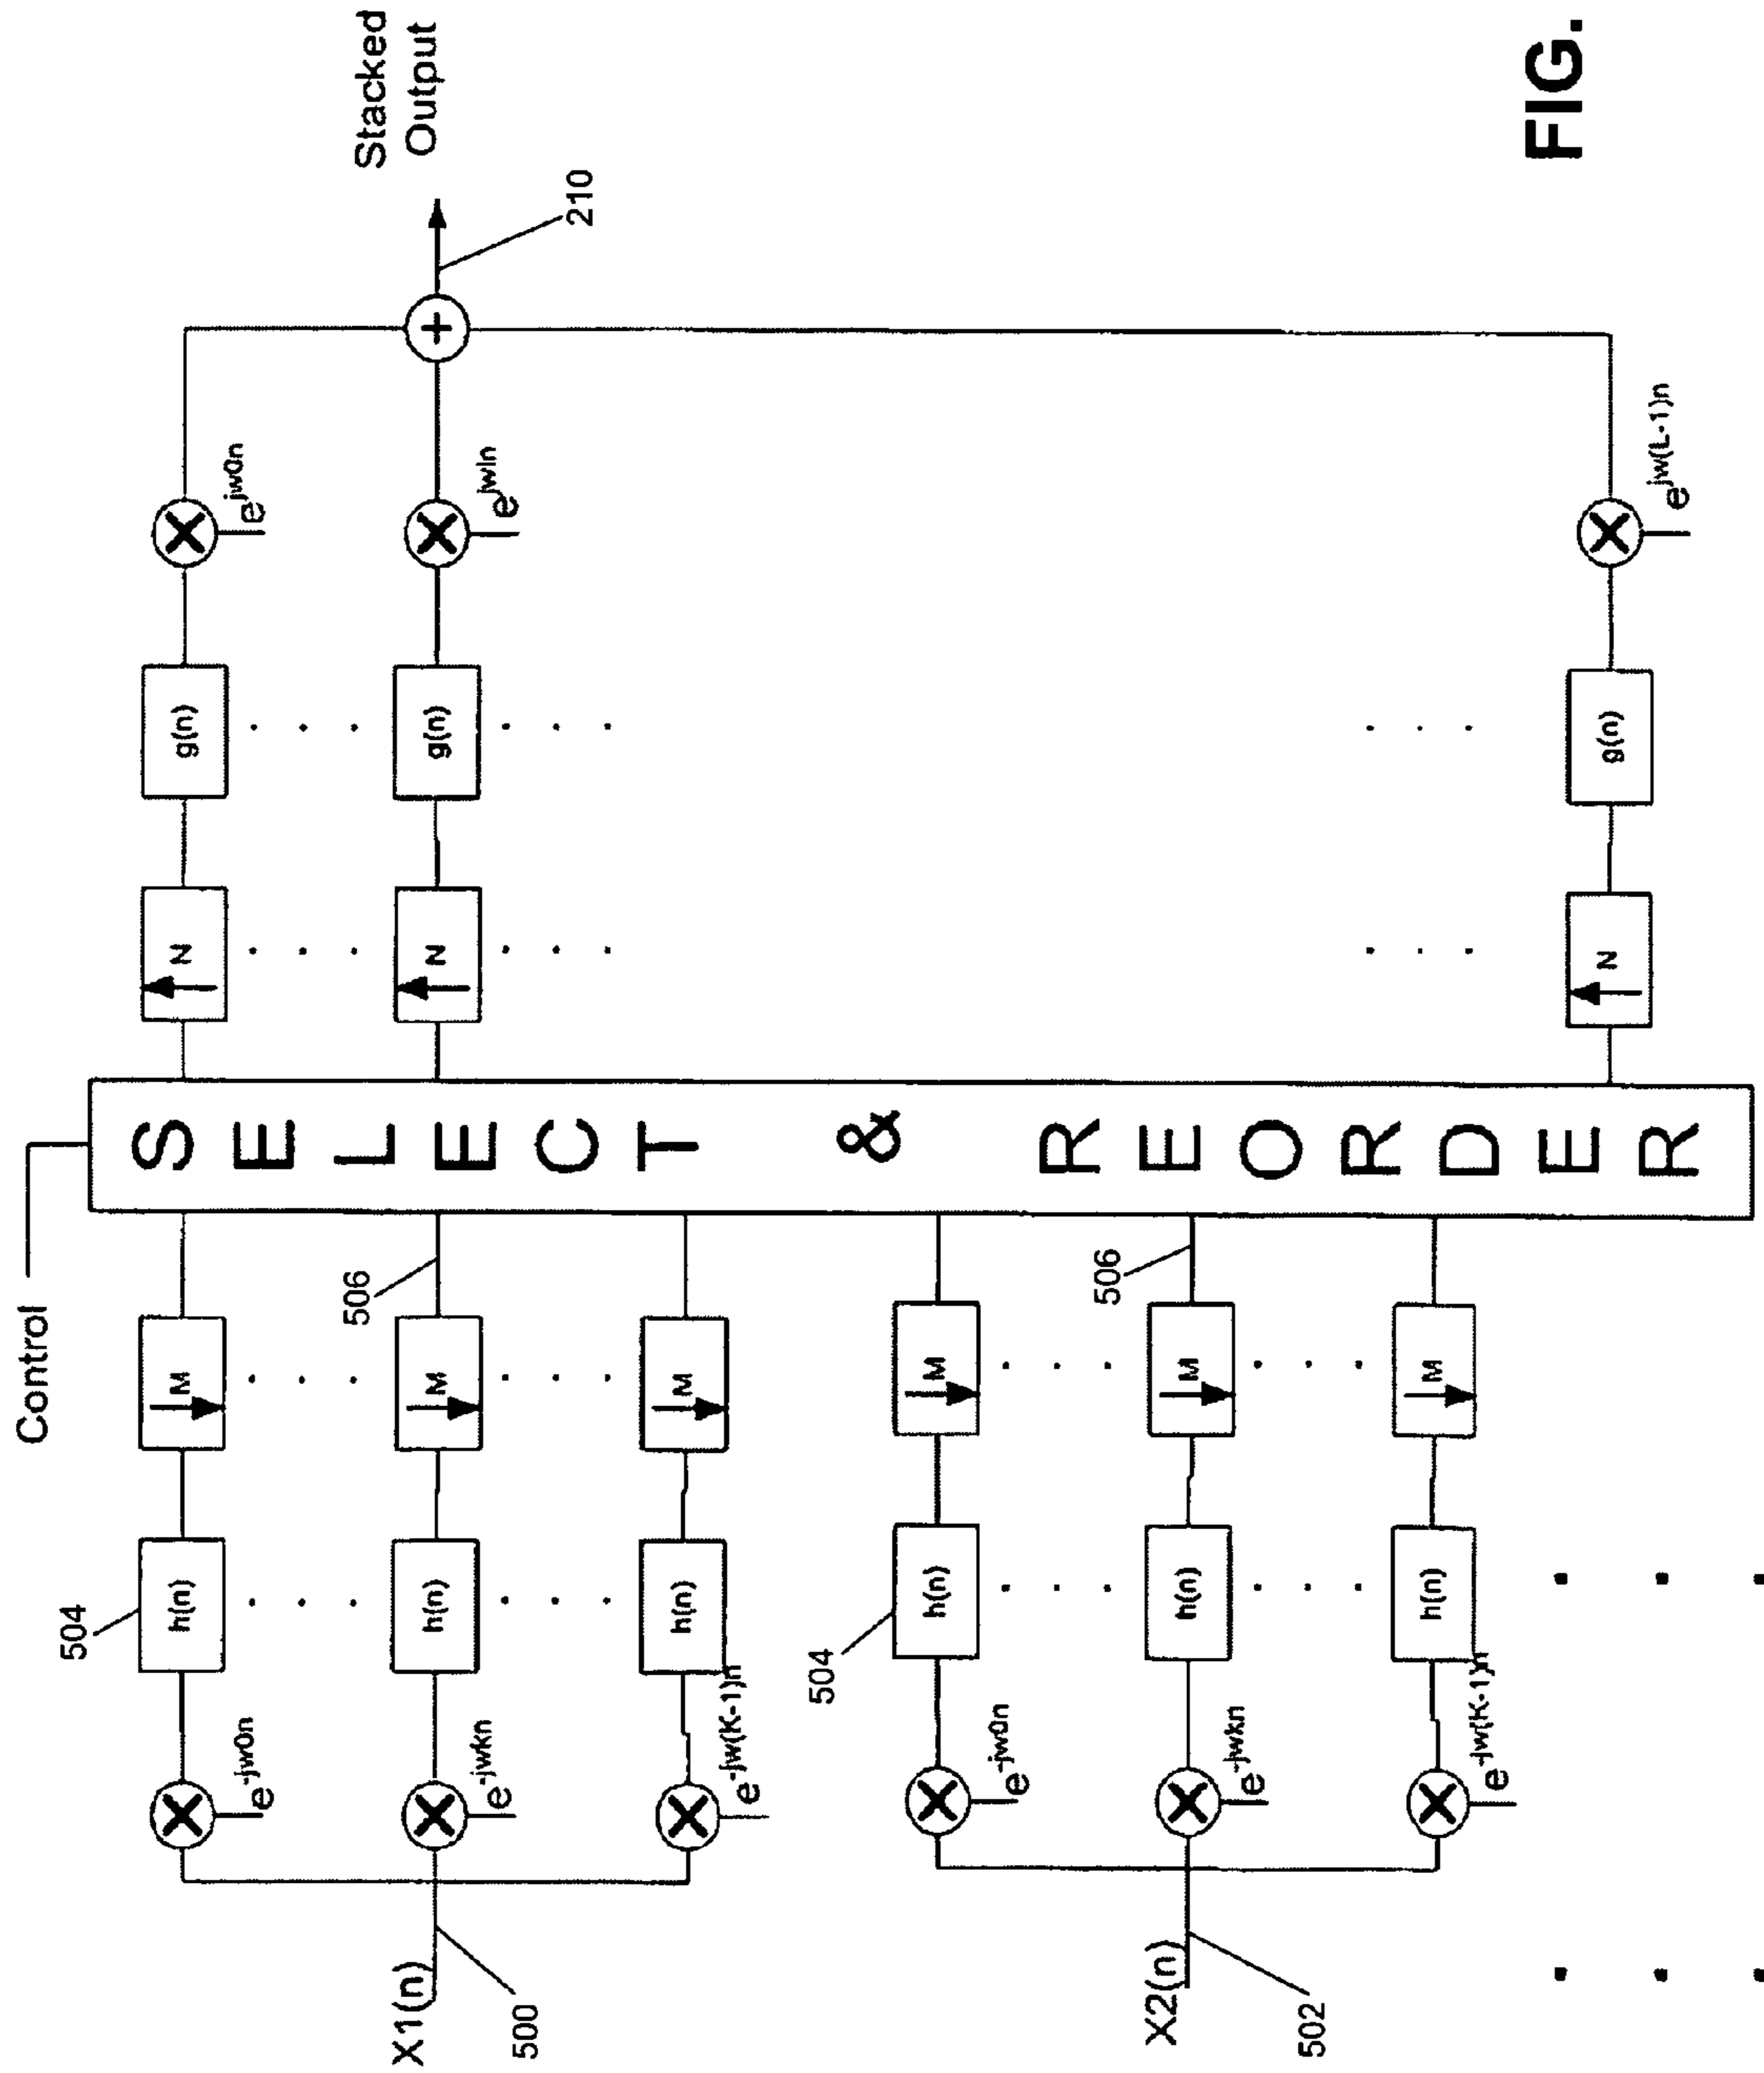 Control
X1(n)
500
e^-jw0n
504
h(n)
M
e^-jwkn
h(n)
M
506
e^-jw(K-1)n
h(n)
M
X2(n)
502
e^-jw0n
504
h(n)
M
e^-jwkn
h(n)
M
506
e^-jw(K-1)n
h(n)
M
SELECT & REORDER
N
g(n)
e^jw0n
N
g(n)
e^jwln
N
g(n)
e^jw(L-1)n
+
210
Stacked
Output
FIG.